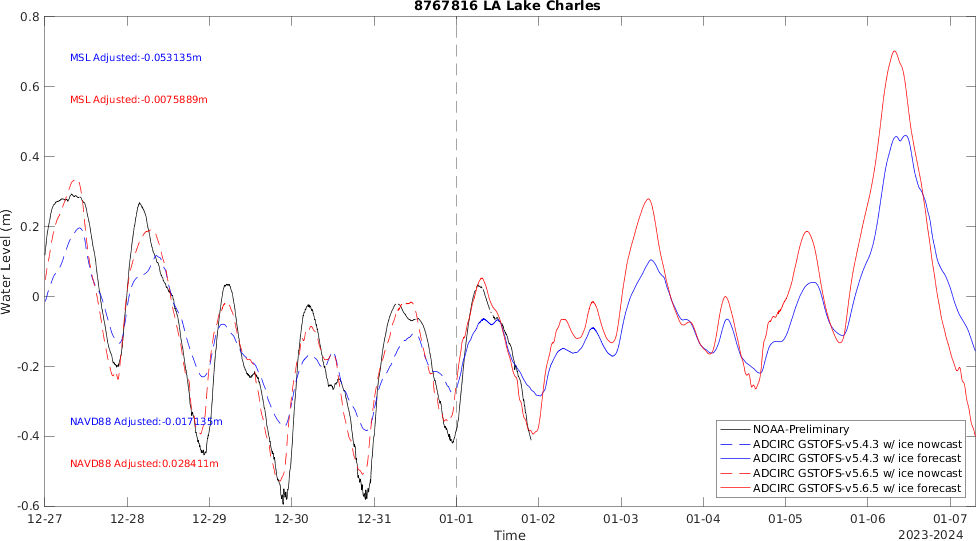 8767816 LA Lake Charles
0.8
0.6
0.4
0.2
0
-0.2
-0.4
-0.6
Water Level (m)
MSL Adjusted:-0.053135m
MSL Adjusted:-0.0075889m
NAVD88 Adjusted:-0.017135m
NAVD88 Adjusted:0.028411m
NOAA-Preliminary
ADCIRC GSTOFS-v5.4.3 w/ ice nowcast
ADCIRC GSTOFS-v5.4.3 w/ ice forecast
ADCIRC GSTOFS-v5.6.5 w/ ice nowcast
ADCIRC GSTOFS-v5.6.5 w/ ice forecast
12-27 12-28 12-29 12-30 12-31 01-01 01-02 01-03 01-04 01-05 01-06 01-07
Time
2023-2024